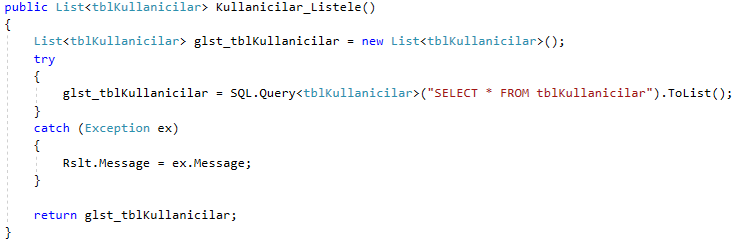 public List<tblKullanicilar> Kullanicilar_Listele()
{
    List<tblKullanicilar> glst_tblKullanicilar = new List<tblKullanicilar>();
    try
    {
        glst_tblKullanicilar = SQL.Query<tblKullanicilar>("SELECT * FROM tblKullanicilar").ToList();
    }
    catch (Exception ex)
    {
        Rslt.Message = ex.Message;
    }

    return glst_tblKullanicilar;
}